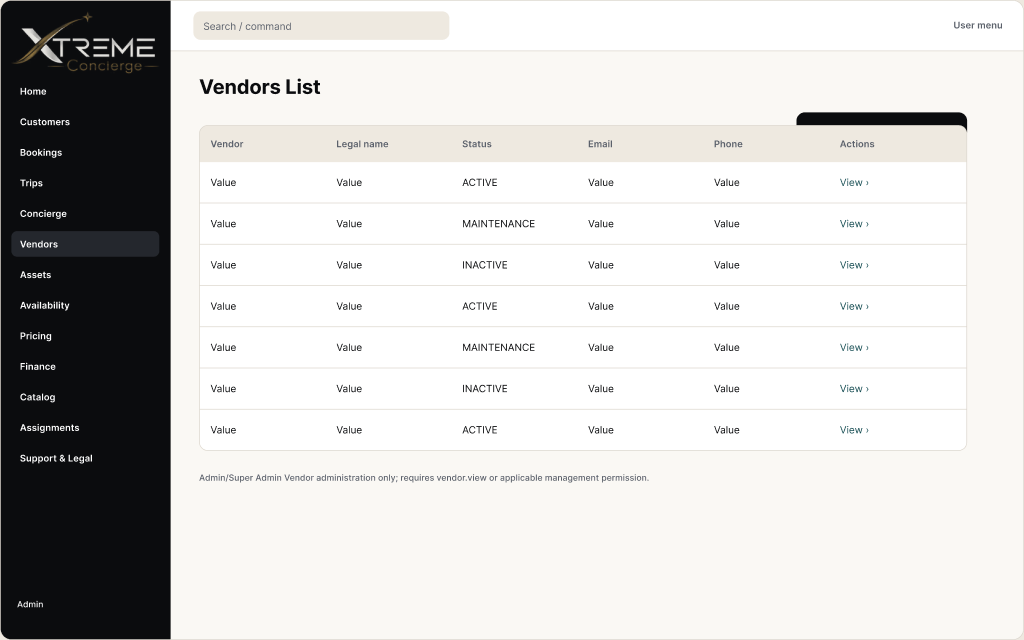 XTREME
Concierge
Search / command
User menu
Home
Customers
Bookings
Trips
Concierge
Vendors
Assets
Availability
Pricing
Finance
Catalog
Assignments
Support & Legal
Admin
Vendors List
Vendor Legal name Status Email Phone Actions
Value Value ACTIVE Value Value View ›
Value Value MAINTENANCE Value Value View ›
Value Value INACTIVE Value Value View ›
Value Value ACTIVE Value Value View ›
Value Value MAINTENANCE Value Value View ›
Value Value INACTIVE Value Value View ›
Value Value ACTIVE Value Value View ›
Admin/Super Admin Vendor administration only; requires vendor.view or applicable management permission.